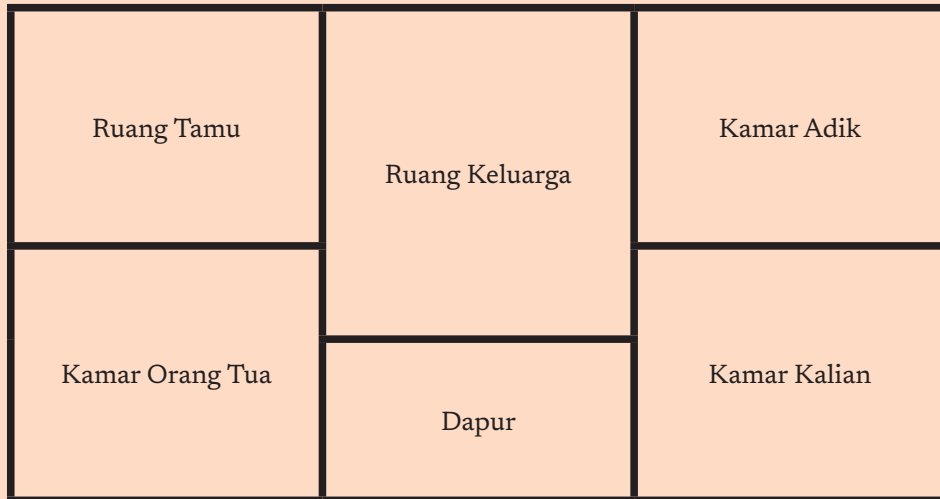 Ruang Tamu
Ruang Keluarga
Kamar Adik
Kamar Orang Tua
Dapur
Kamar Kalian